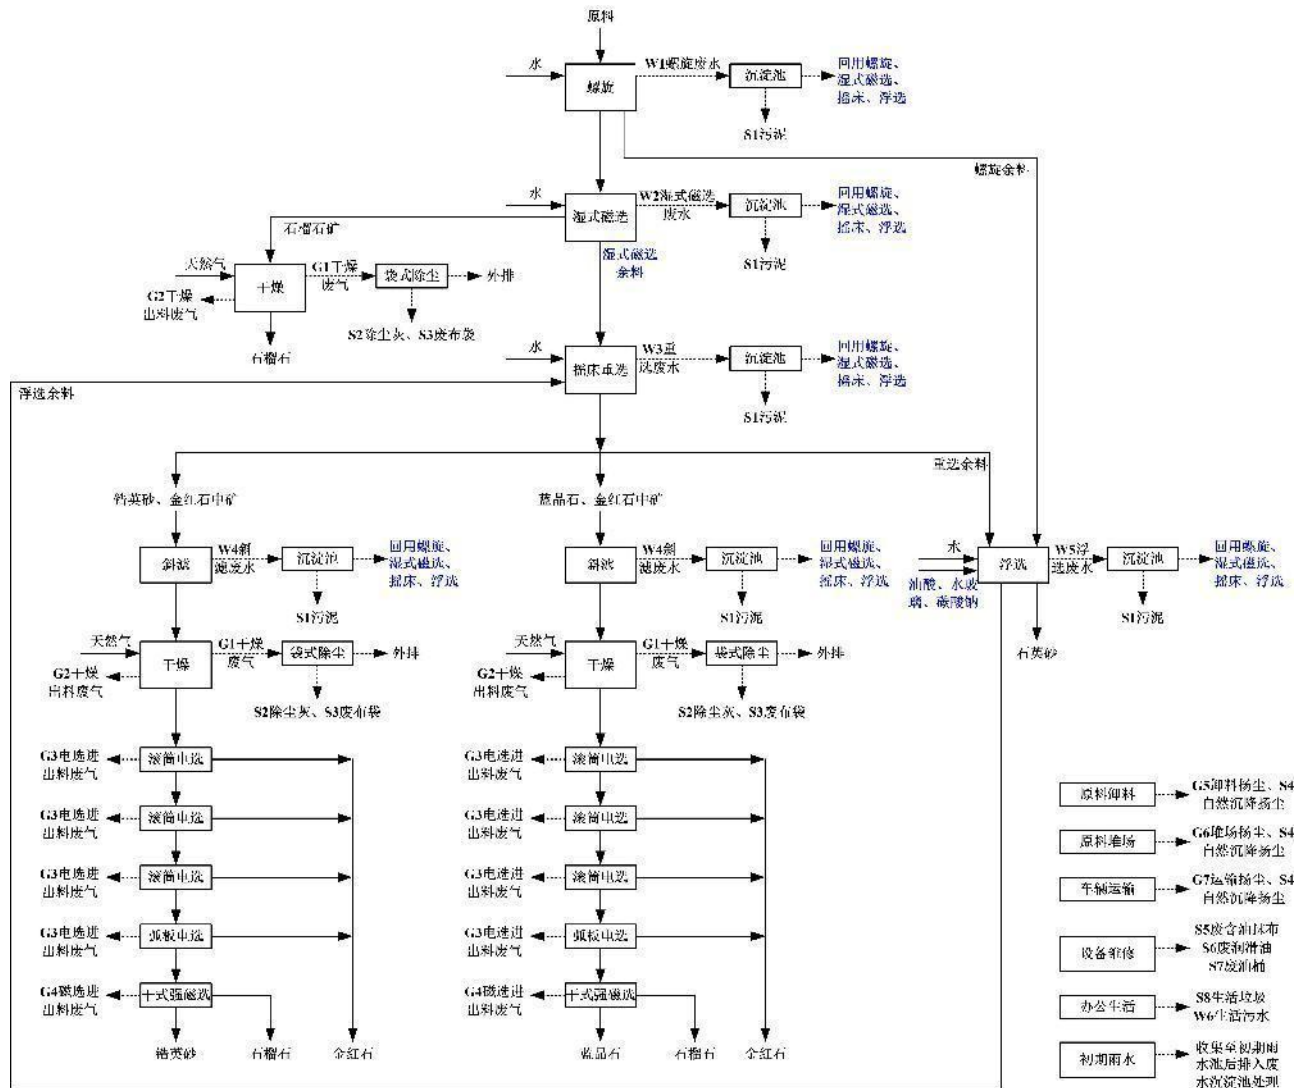 原料
水
W1螺旋废水
螺旋
沉淀池
回用螺旋、
湿式磁选、
摇床、浮选
S1污泥
螺旋余料
水
W2湿式磁选
废水
湿式磁选
沉淀池
回用螺旋、
湿式磁选、
摇床、浮选
S1污泥
石榴石矿
湿式磁选
余料
天然气
G1干燥
废气
干燥
袋式除尘
外排
G2干燥
出料废气
S2除尘灰、S3废布袋
石榴石
水
W3重
选废水
摇床重选
沉淀池
回用螺旋、
湿式磁选、
摇床、浮选
S1污泥
浮选余料
重选余料
锆英砂、金红石中矿
蓝晶石、金红石中矿
斜滤
W4斜
滤废水
沉淀池
回用螺旋、
湿式磁选、
摇床、浮选
S1污泥
斜滤
W4斜
滤废水
沉淀池
回用螺旋、
湿式磁选、
摇床、浮选
S1污泥
水
油酸、水玻
璃、碳酸钠
浮选
W5浮
选废水
沉淀池
回用螺旋、
湿式磁选、
摇床、浮选
S1污泥
石英砂
天然气
干燥
G1干燥
废气
袋式除尘
外排
G2干燥
出料废气
S2除尘灰、S3废布袋
天然气
干燥
G1干燥
废气
袋式除尘
外排
G2干燥
出料废气
S2除尘灰、S3废布袋
G3电选进
出料废气
滚筒电选
G3电选进
出料废气
滚筒电选
G3电选进
出料废气
滚筒电选
G3电选进
出料废气
滚筒电选
G3电选进
出料废气
滚筒电选
G3电选进
出料废气
滚筒电选
G3电选进
出料废气
弧板电选
G3电选进
出料废气
弧板电选
G4磁选进
出料废气
干式强磁选
G4磁选进
出料废气
干式强磁选
锆英砂
石榴石
金红石
蓝晶石
石榴石
金红石
原料卸料
G5卸料扬尘、S4
自然沉降扬尘
原料堆场
G6堆场扬尘、S4
自然沉降扬尘
车辆运输
G7运输扬尘、S4
自然沉降扬尘
设备维修
S5废含油抹布
S6废润滑油
S7废油桶
办公生活
S8生活垃圾
W6生活污水
初期雨水
收集至初期雨
水池后排入废
水沉淀池处理